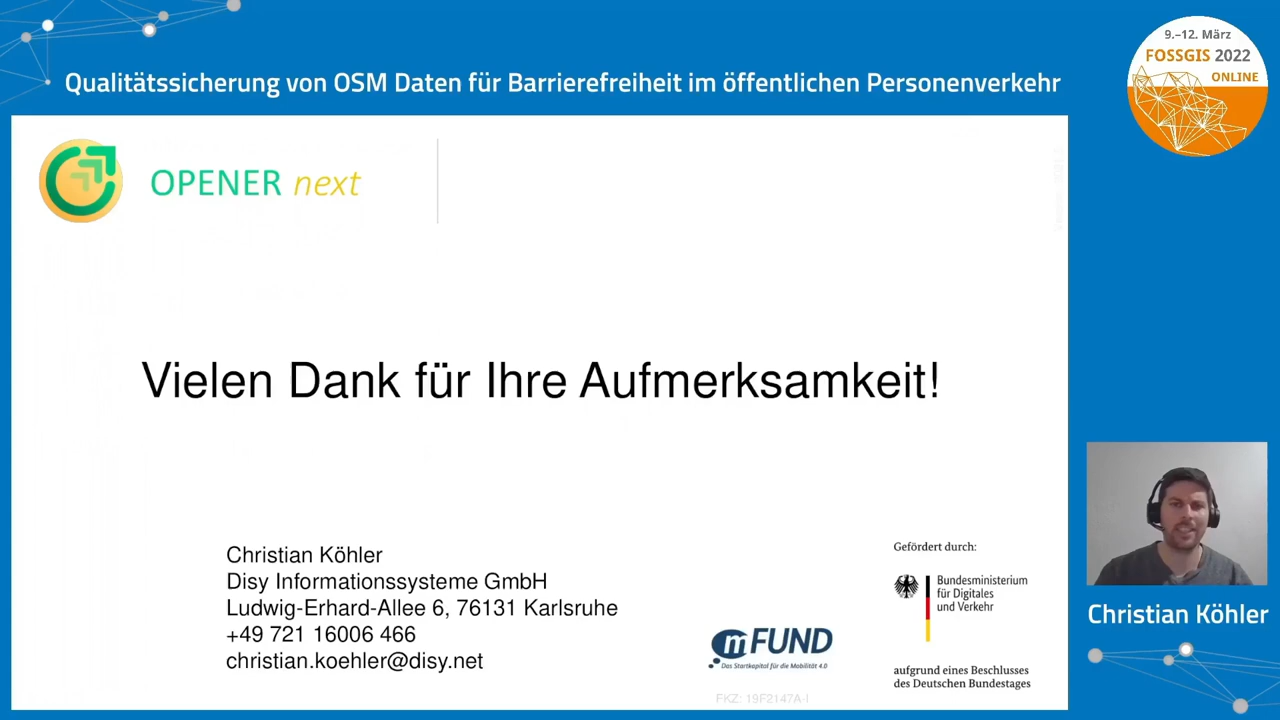 9.–12. März
FOSSGIS 2022
ONLINE
Qualitätssicherung von OSM Daten für Barrierefreiheit im öffentlichen Personenverkehr
OPENER next
Vielen Dank für Ihre Aufmerksamkeit!
Christian Köhler
Disy Informationssysteme GmbH
Ludwig-Erhard-Allee 6, 76131 Karlsruhe
+49 721 16006 466
christian.koehler@disy.net
mFUND
Das Startkapital für die Mobilität 4.0
FKZ: 19F2147A-I
Gefördert durch:
Bundesministerium
für Digitales
und Verkehr
aufgrund eines Beschlusses
des Deutschen Bundestages
Christian Köhler